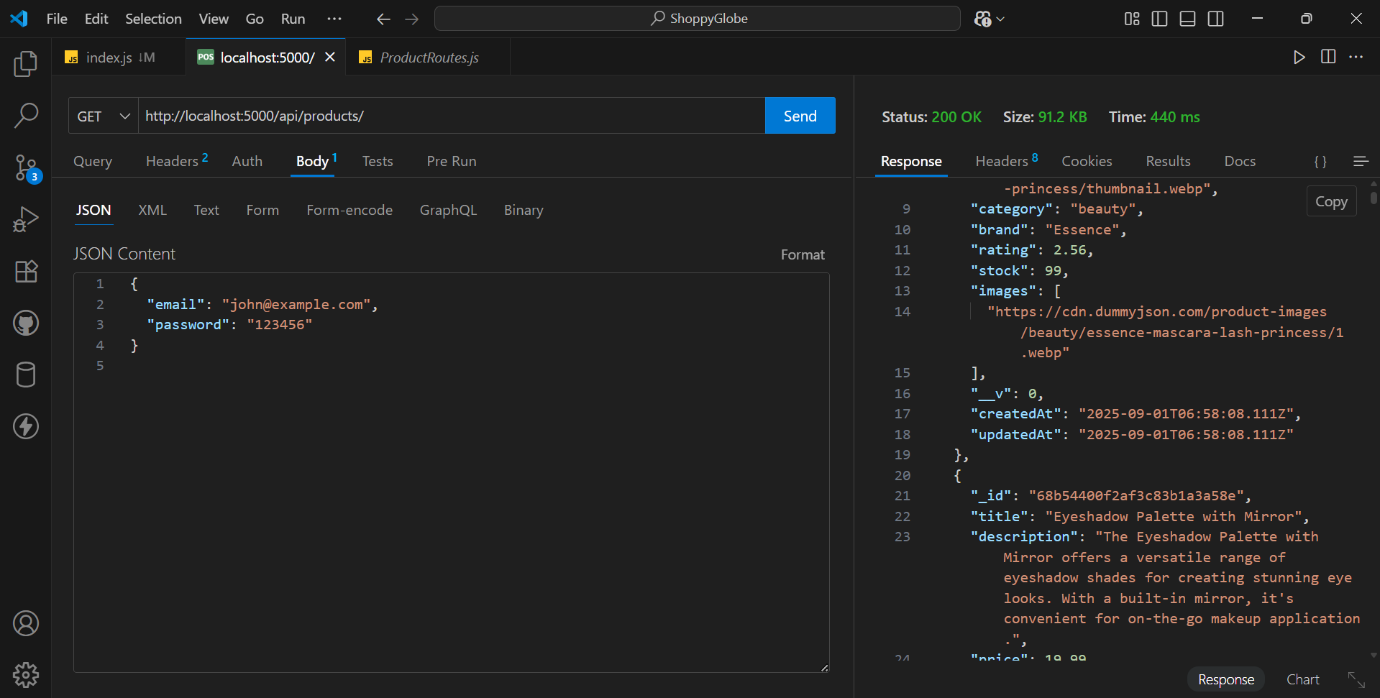 File Edit Selection View Go Run ··· ShoppyGlobe
index.js M
POS localhost:5000/
JS ProductRoutes.js
GET http://localhost:5000/api/products/ Send
Query Headers 2 Auth Body 1 Tests Pre Run
JSON XML Text Form Form-encode GraphQL Binary
JSON Content Format
1 {
2 "email": "john@example.com",
3 "password": "123456"
4 }
5
3
Status: 200 OK Size: 91.2 KB Time: 440 ms
Response Headers 8 Cookies Results Docs { }
Copy
-princess/thumbnail.webp",
9 "category": "beauty",
10 "brand": "Essence",
11 "rating": 2.56,
12 "stock": 99,
13 "images": [
14 "https://cdn.dummyjson.com/product-images
/beauty/essence-mascara-lash-princess/1
.webp"
15 ],
16 "__v": 0,
17 "createdAt": "2025-09-01T06:58:08.111Z",
18 "updatedAt": "2025-09-01T06:58:08.111Z"
19 },
20 {
21 "_id": "68b54400f2af3c83b1a3a58e",
22 "title": "Eyeshadow Palette with Mirror",
23 "description": "The Eyeshadow Palette with
Mirror offers a versatile range of
eyeshadow shades for creating stunning eye
looks. With a built-in mirror, it's
convenient for on-the-go makeup application
.",
24 "price": 19.99
Response Chart